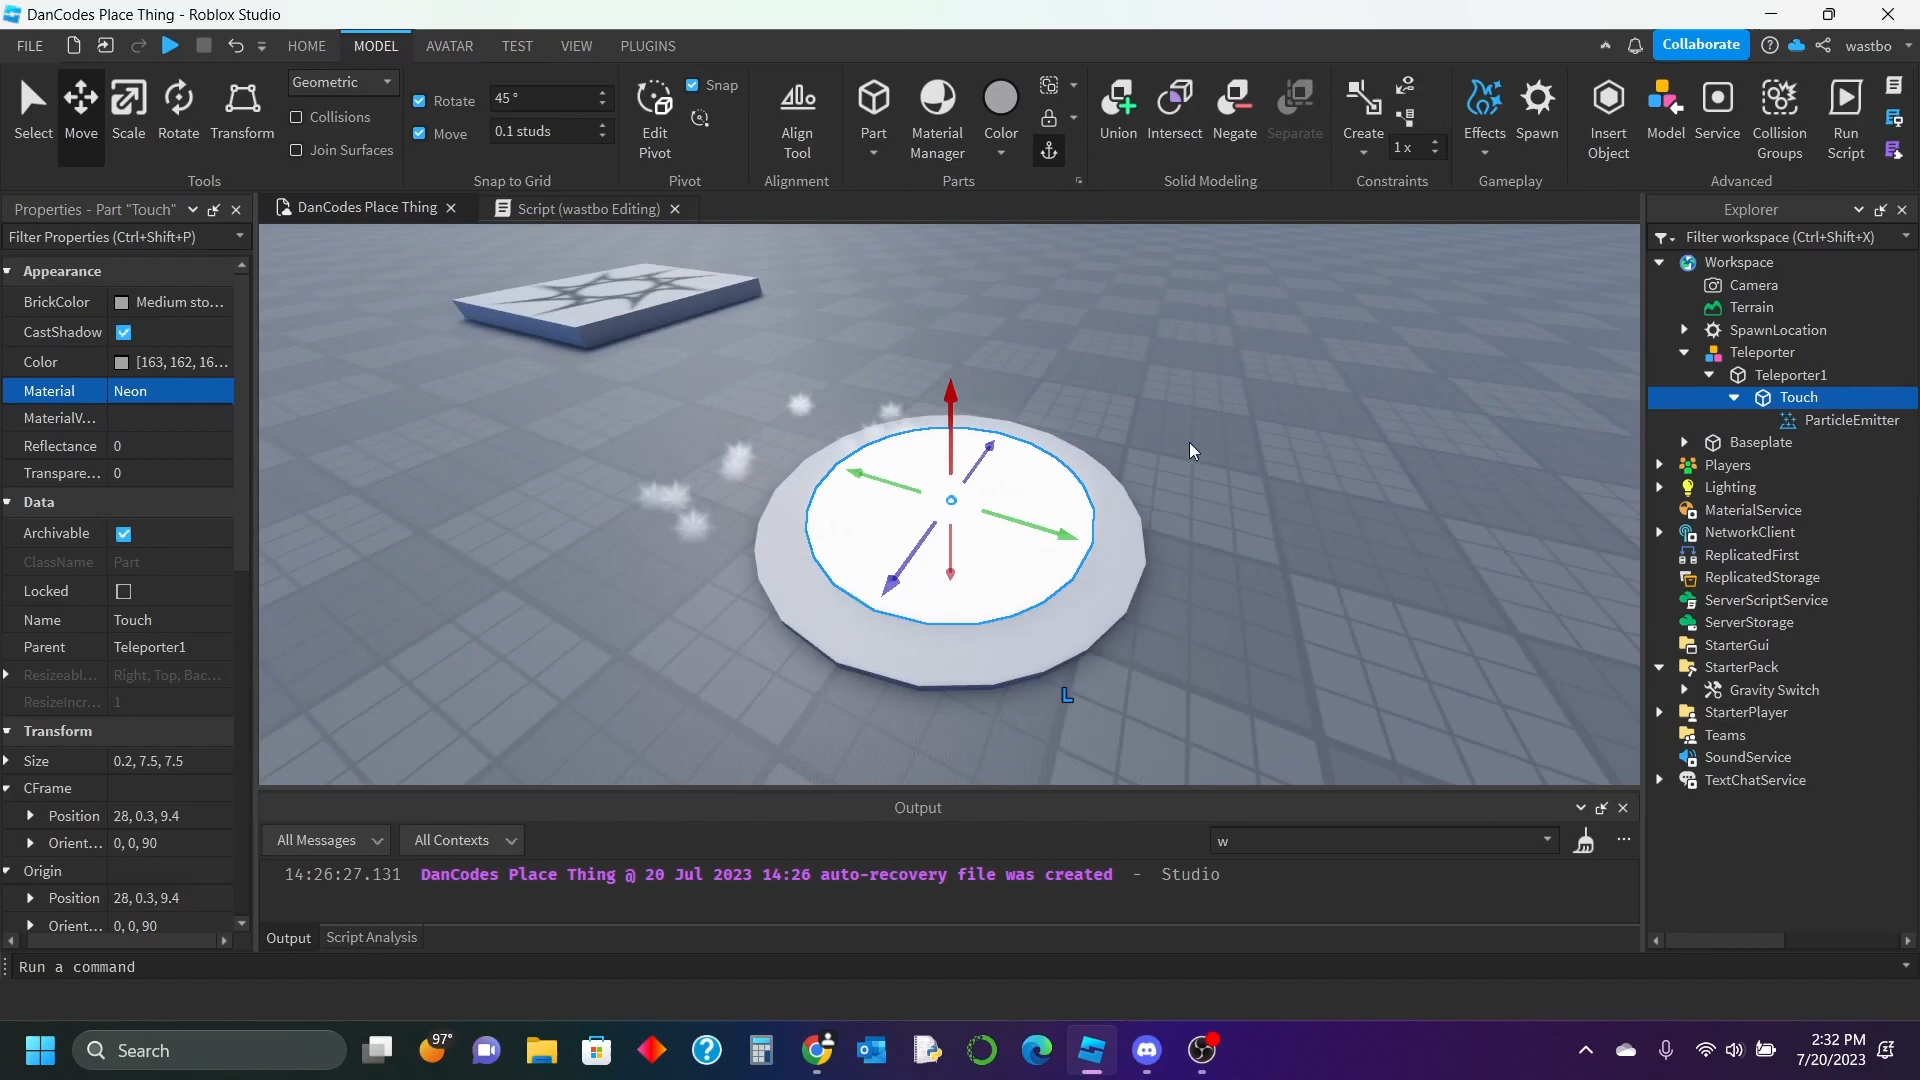 DanCodes Place Thing - Roblox Studio
FILE HOME MODEL AVATAR TEST VIEW PLUGINS Collaborate wastbo
Select Move Scale Rotate Transform
Geometric
Collisions
Join Surfaces
Tools
Rotate 45 °
Move 0.1 studs
Snap to Grid
Edit Pivot
Snap
Pivot
Align Tool
Alignment
Part
Material Manager
Color
Parts
Union Intersect Negate Separate
Solid Modeling
Create
1 x
Constraints
Effects Spawn
Gameplay
Insert Object
Model Service
Collision Groups
Run Script
Advanced
Properties - Part "Touch"
Filter Properties (Ctrl+Shift+P)
Appearance
BrickColor Medium sto...
CastShadow
Color [163, 162, 16...
Material Neon
MaterialV...
Reflectance 0
Transpare... 0
Data
Archivable
ClassName Part
Locked
Name Touch
Parent Teleporter1
Resizeabl... Right, Top, Bac...
ResizeIncr... 1
Transform
Size 0.2, 7.5, 7.5
CFrame
Position 28, 0.3, 9.4
Orient... 0, 0, 90
Origin
Position 28, 0.3, 9.4
Orient... 0, 0, 90
DanCodes Place Thing
Script (wastbo Editing)
L
Output
All Messages All Contexts w
14:26:27.131 DanCodes Place Thing @ 20 Jul 2023 14:26 auto-recovery file was created - Studio
Output Script Analysis
Run a command
Explorer
Filter workspace (Ctrl+Shift+X)
Workspace
Camera
Terrain
SpawnLocation
Teleporter
Teleporter1
Touch
ParticleEmitter
Baseplate
Players
Lighting
MaterialService
NetworkClient
ReplicatedFirst
ReplicatedStorage
ServerScriptService
ServerStorage
StarterGui
StarterPack
Gravity Switch
StarterPlayer
Teams
SoundService
TextChatService
Search
97°
2:32 PM
7/20/2023